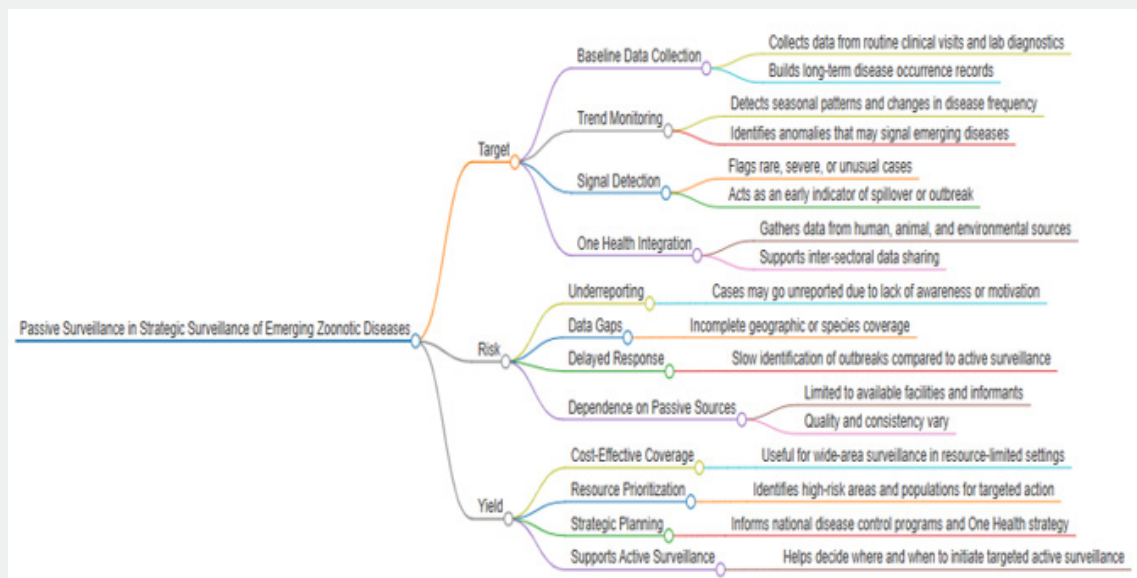 Passive Surveillance in Strategic Surveillance of Emerging Zoonotic Diseases
Target
Baseline Data Collection
Collects data from routine clinical visits and lab diagnostics
Builds long-term disease occurrence records
Trend Monitoring
Detects seasonal patterns and changes in disease frequency
Identifies anomalies that may signal emerging diseases
Signal Detection
Flags rare, severe, or unusual cases
Acts as an early indicator of spillover or outbreak
One Health Integration
Gathers data from human, animal, and environmental sources
Supports inter-sectoral data sharing
Risk
Underreporting
Cases may go unreported due to lack of awareness or motivation
Data Gaps
Incomplete geographic or species coverage
Delayed Response
Slow identification of outbreaks compared to active surveillance
Dependence on Passive Sources
Limited to available facilities and informants
Quality and consistency vary
Yield
Cost-Effective Coverage
Useful for wide-area surveillance in resource-limited settings
Resource Prioritization
Identifies high-risk areas and populations for targeted action
Strategic Planning
Informs national disease control programs and One Health strategy
Supports Active Surveillance
Helps decide where and when to initiate targeted active surveillance